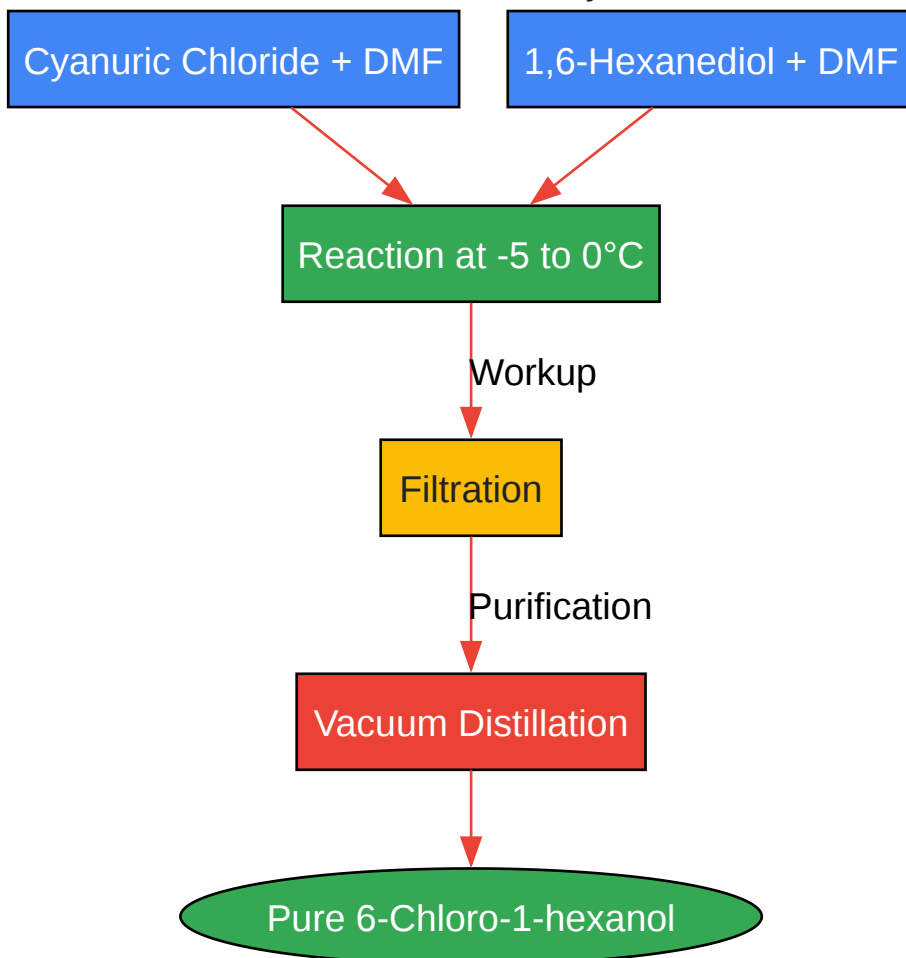 Cyanuric Chloride + DMF
1,6-Hexanediol + DMF
Reaction at -5 to 0°C
Workup
Filtration
Purification
Vacuum Distillation
Pure 6-Chloro-1-hexanol